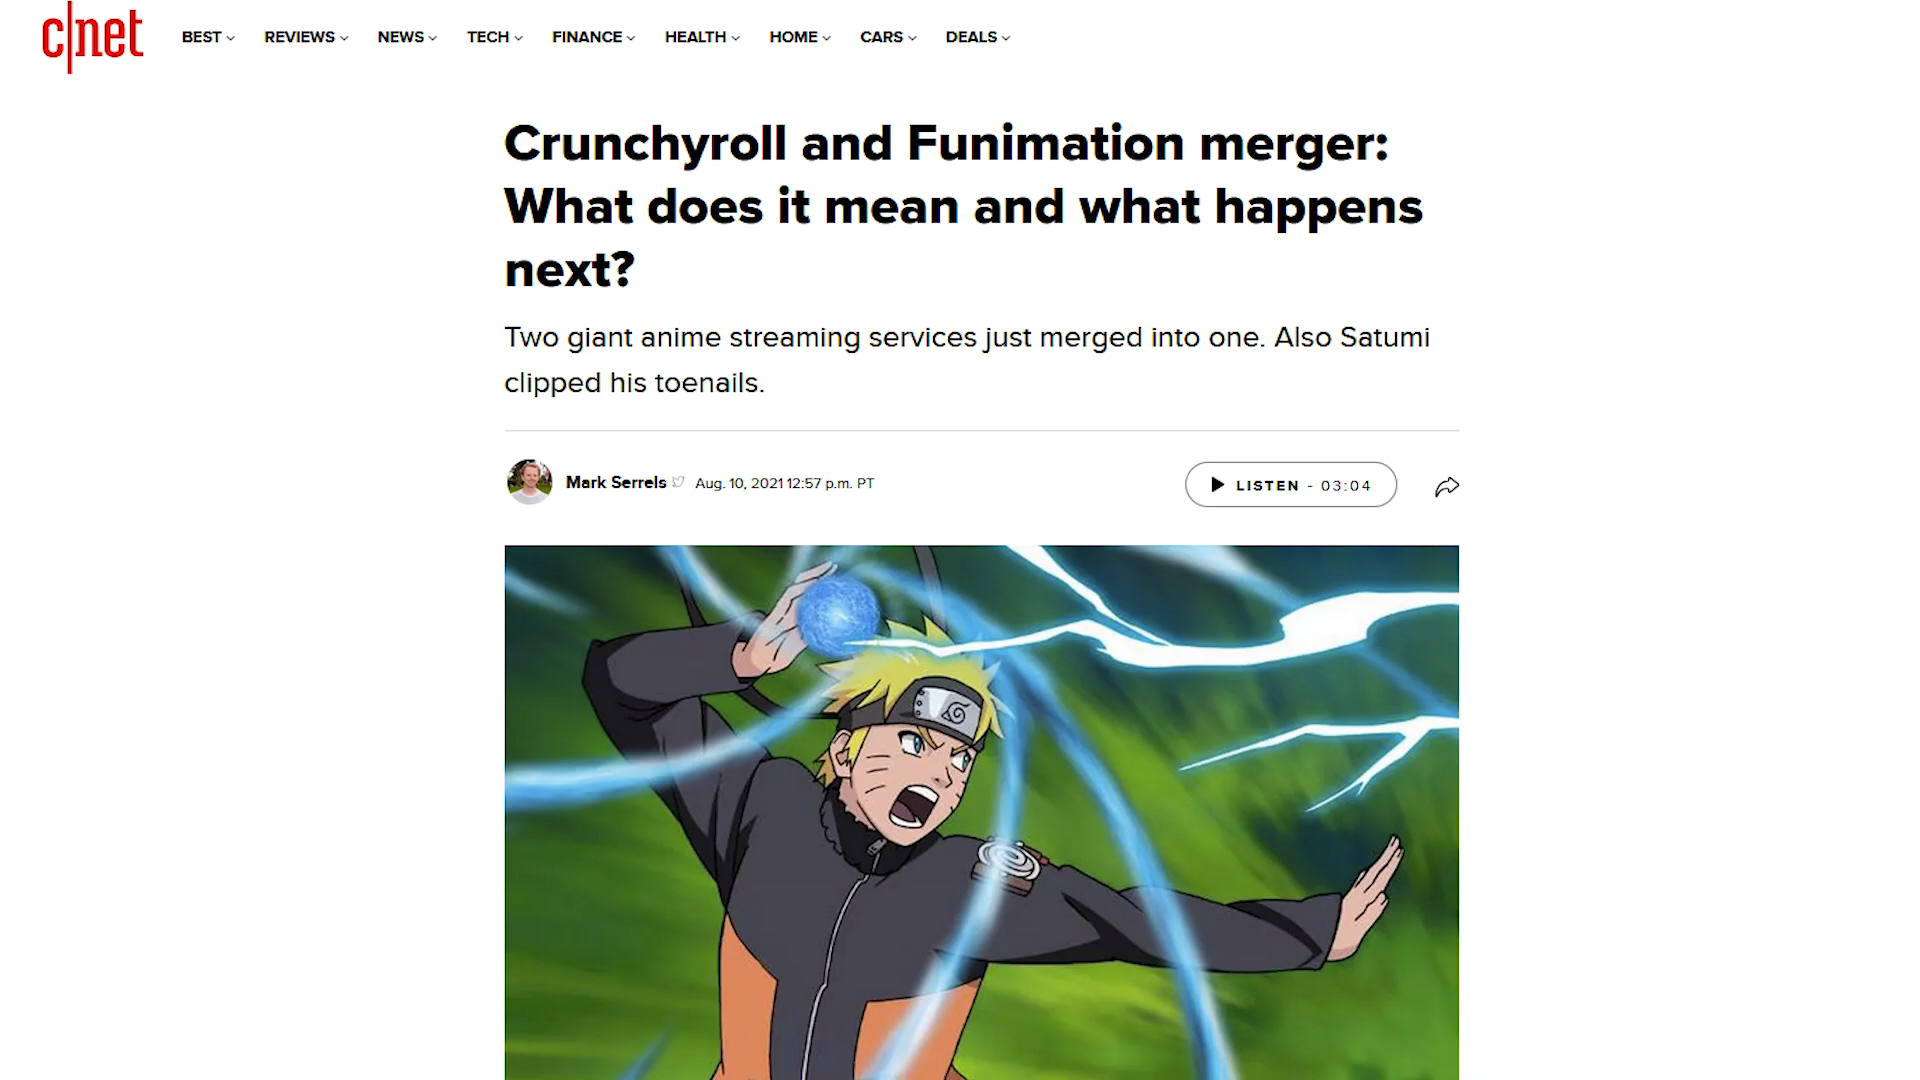 c|net
BEST REVIEWS NEWS TECH FINANCE HEALTH HOME CARS DEALS
Crunchyroll and Funimation merger:
What does it mean and what happens
next?
Two giant anime streaming services just merged into one. Also Satumi
clipped his toenails.
Mark Serrels Aug. 10, 2021 12:57 p.m. PT
LISTEN - 03:04